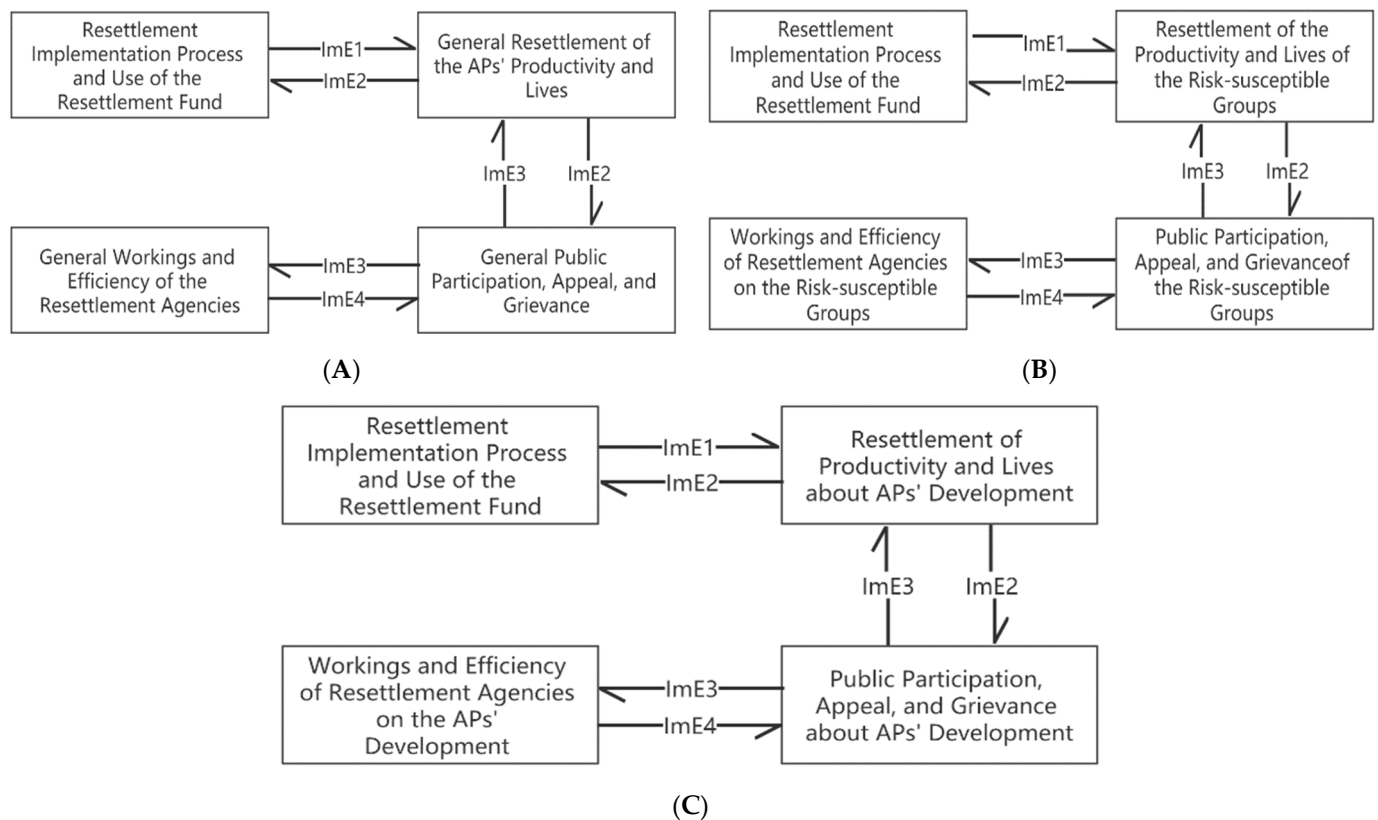 Resettlement
Implementation Process
and Use of the
Resettlement Fund
ImE1
ImE2
General Resettlement of
the APs' Productivity and
Lives
ImE3
ImE2
General Workings and
Efficiency of the
Resettlement Agencies
ImE3
ImE4
General Public
Participation, Appeal, and
Grievance
(A)
Resettlement
Implementation Process
and Use of the
Resettlement Fund
ImE1
ImE2
Resettlement of the
Productivity and Lives of
the Risk-susceptible
Groups
ImE3
ImE2
Workings and Efficiency
of Resettlement Agencies
on the Risk-susceptible
Groups
ImE3
ImE4
Public Participation,
Appeal, and Grievanceof
the Risk-susceptible
Groups
(B)
Resettlement
Implementation Process
and Use of the
Resettlement Fund
ImE1
ImE2
Resettlement of
Productivity and Lives
about APs' Development
ImE3
ImE2
Workings and Efficiency
of Resettlement Agencies
on the APs'
Development
ImE3
ImE4
Public Participation,
Appeal, and Grievance
about APs' Development
(C)